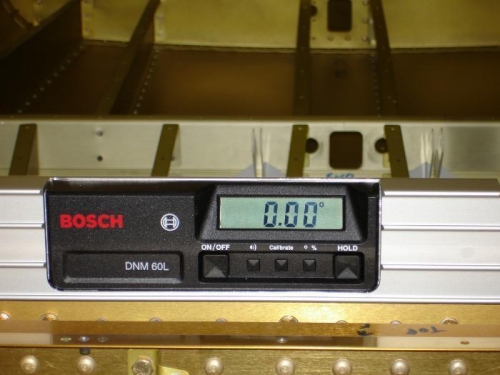 BOSCH
0.00°
ON/OFF Calibrate ° % HOLD
DNM 60L